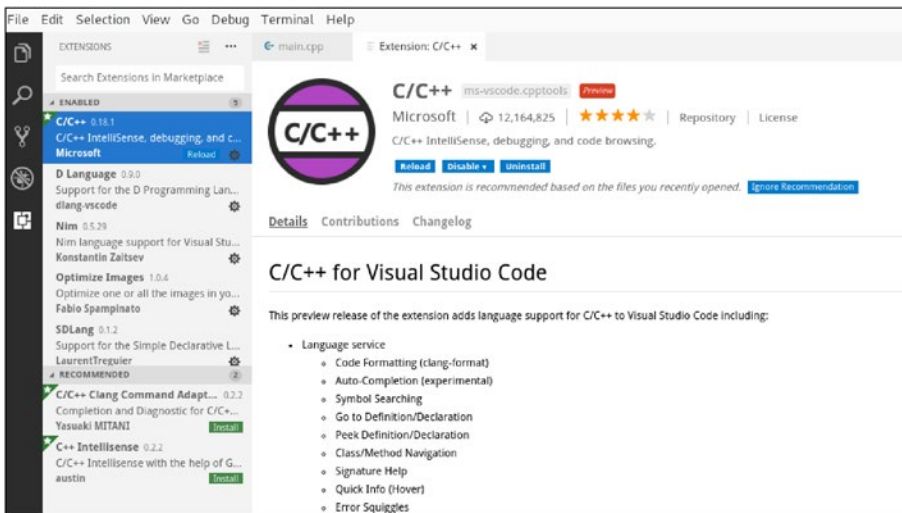 File Edit Selection View Go Debug Terminal Help
EXTENSIONS
Search Extensions in Marketplace
ENABLED 5
C/C++ 0.18.1
C/C++ IntelliSense, debugging, and c...
Microsoft Reload
D Language 0.9.0
Support for the D Programming Lan...
dlang-vscode
Nim 0.5.29
Nim language support for Visual Stu...
Konstantin Zaitsev
Optimize Images 1.0.4
Optimize one or all the images in yo...
Fabio Spampinato
SDLang 0.1.2
Support for the Simple Declarative L...
LaurentTreguier
RECOMMENDED 2
C/C++ Clang Command Adapt... 0.2.2
Completion and Diagnostic for C/C+...
Yasuaki MITANI Install
C++ Intellisense 0.2.2
C/C++ Intellisense with the help of G...
austin Install
main.cpp Extension: C/C++
C/C++
C/C++ ms-vscode.cpptools Preview
Microsoft 12,164,825 Repository License
C/C++ IntelliSense, debugging, and code browsing.
Reload Disable Uninstall
This extension is recommended based on the files you recently opened. Ignore Recommendation
Details Contributions Changelog
C/C++ for Visual Studio Code
This preview release of the extension adds language support for C/C++ to Visual Studio Code including:
• Language service
◦ Code Formatting (clang-format)
◦ Auto-Completion (experimental)
◦ Symbol Searching
◦ Go to Definition/Declaration
◦ Peek Definition/Declaration
◦ Class/Method Navigation
◦ Signature Help
◦ Quick Info (Hover)
◦ Error Squiggles